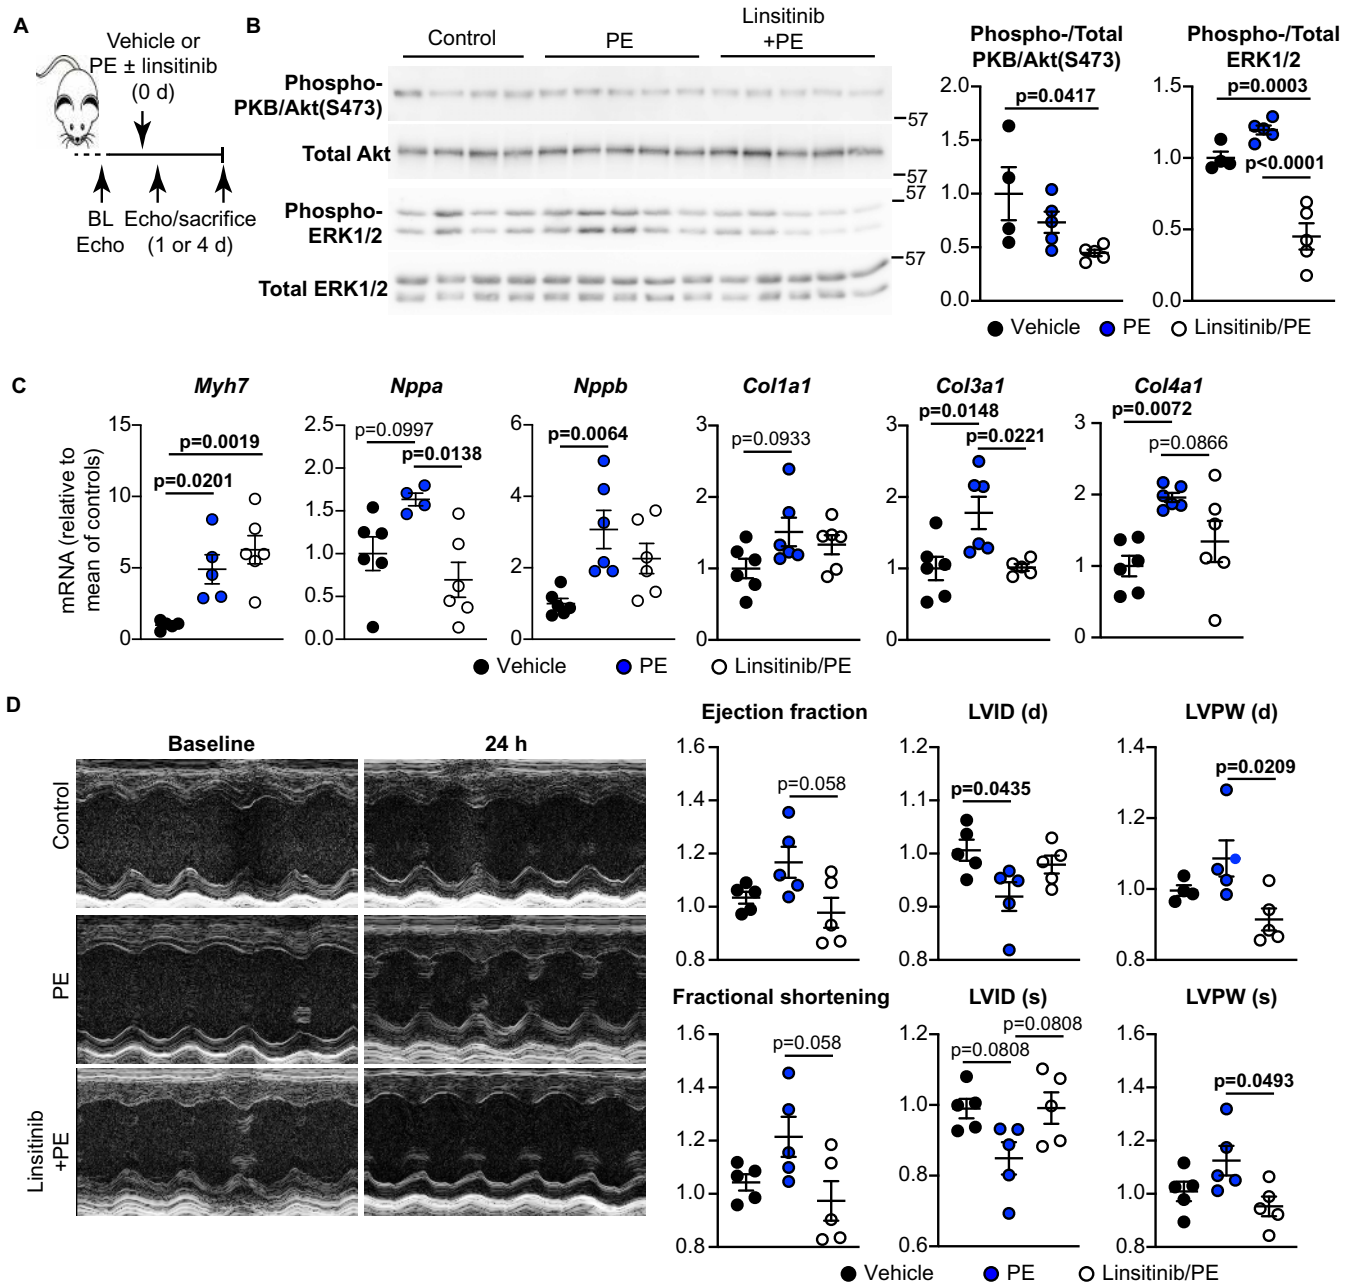 A
Vehicle or
PE ± linsitinib
(0 d)
BL
Echo
Echo/sacrifice
(1 or 4 d)
B
Control
PE
Linsitinib
+PE
Phospho-
PKB/Akt(S473)
57
Total Akt
57
57
Phospho-
ERK1/2
57
Total ERK1/2
Phospho-/Total
PKB/Akt(S473)
2.0
1.5
1.0
0.5
0.0
p=0.0417
Phospho-/Total
ERK1/2
1.5
1.0
0.5
0.0
p=0.0003
p<0.0001
Vehicle
PE
Linsitinib/PE
C
mRNA (relative to
mean of controls)
Myh7
15
10
5
0
p=0.0019
p=0.0201
Nppa
2.5
2.0
1.5
1.0
0.5
0.0
p=0.0997
p=0.0138
Nppb
6
4
2
0
p=0.0064
Col1a1
3
2
1
0
p=0.0933
Col3a1
3
2
1
0
p=0.0148
p=0.0221
Col4a1
3
2
1
0
p=0.0072
p=0.0866
Vehicle
PE
Linsitinib/PE
D
Baseline
24 h
Control
PE
Linsitinib
+PE
Ejection fraction
1.6
1.4
1.2
1.0
0.8
p=0.058
LVID (d)
1.2
1.1
1.0
0.9
0.8
p=0.0435
LVPW (d)
1.4
1.2
1.0
0.8
p=0.0209
Fractional shortening
1.6
1.4
1.2
1.0
0.8
p=0.058
LVID (s)
1.2
1.0
0.8
0.6
p=0.0808
p=0.0808
LVPW (s)
1.6
1.4
1.2
1.0
0.8
p=0.0493
Vehicle
PE
Linsitinib/PE